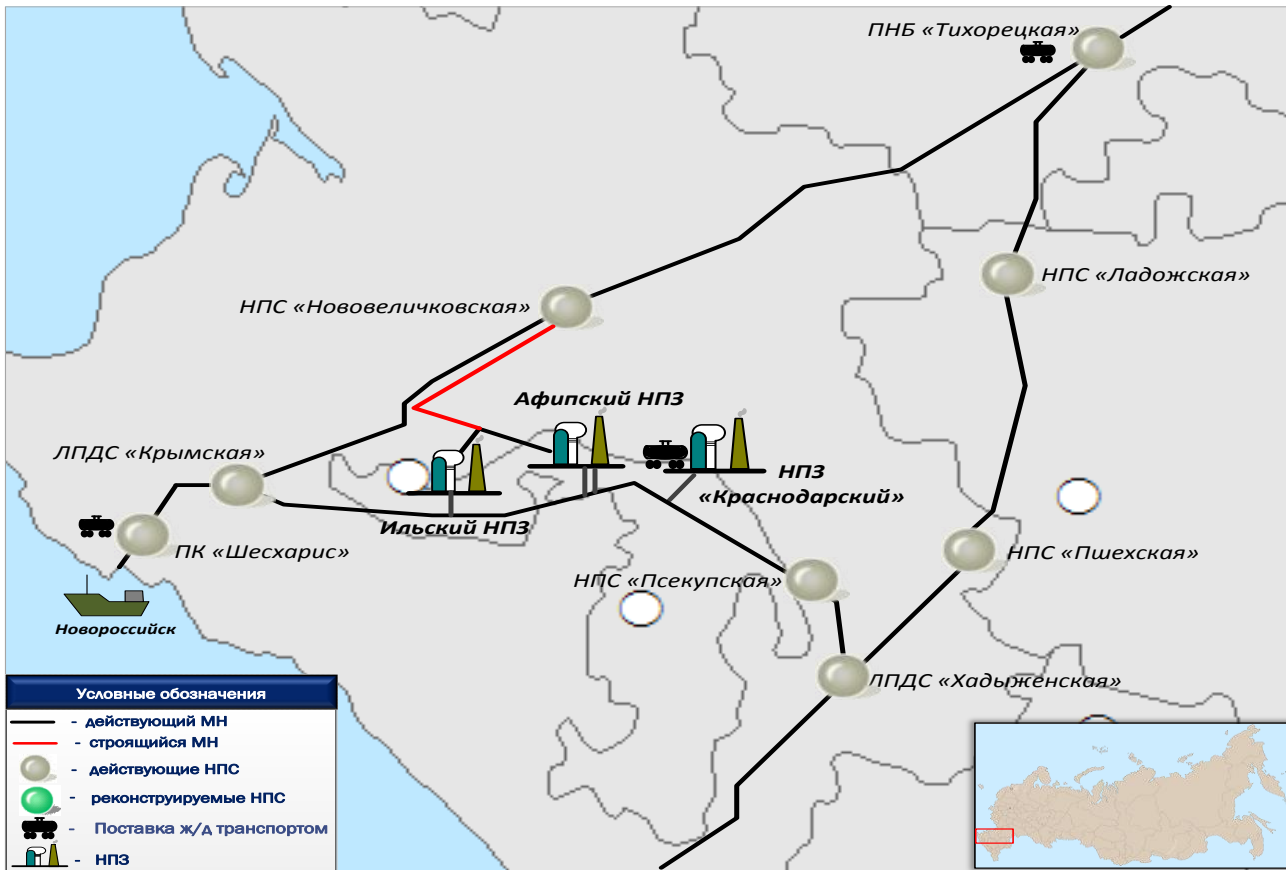 ПНБ «Тихорецкая»
НПС «Ладожская»
НПС «Нововеличковская»
Афипский НПЗ
ЛПДС «Крымская»
НПЗ
«Краснодарский»
Ильский НПЗ
ПК «Шесхарис»
НПС «Пшехская»
НПС «Псекупская»
Новороссийск
ЛПДС «Хадыженская»
Условные обозначения
- действующий МН
- строящийся МН
- действующие НПС
- реконструируемые НПС
- Поставка ж/д транспортом
- НПЗ